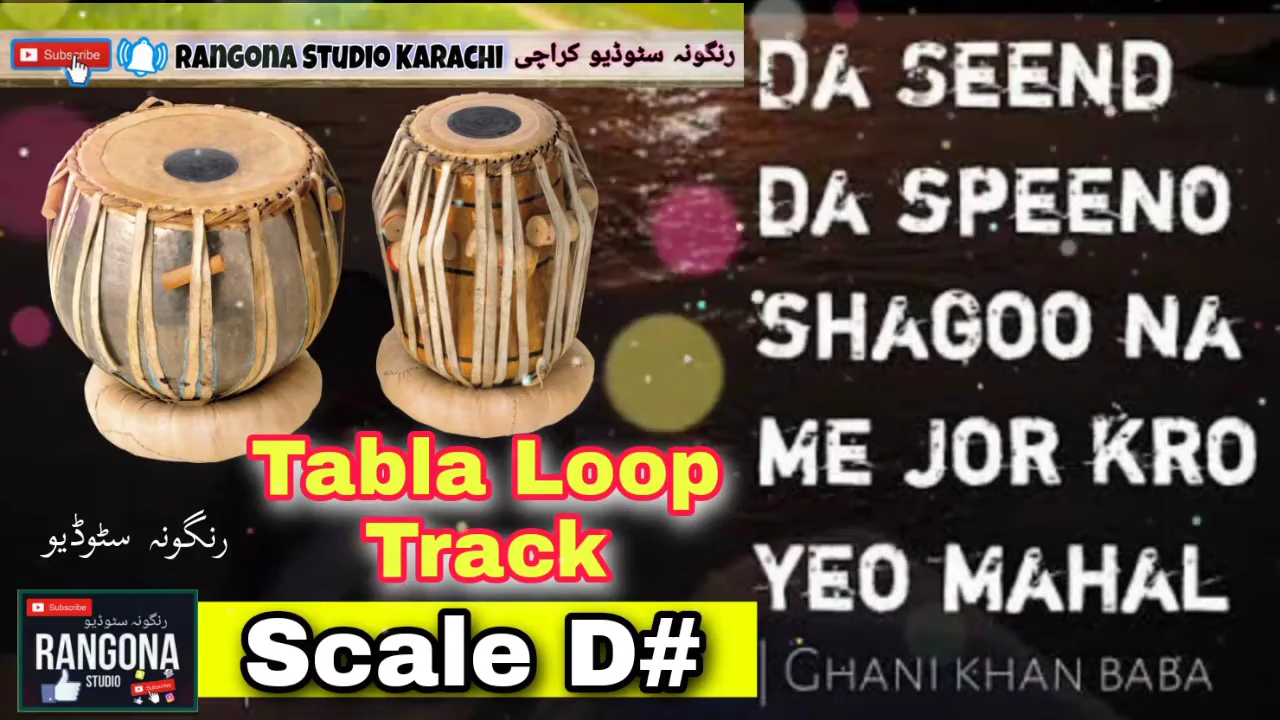 Subscribe RANGONA STUDIO KARACHI رنگونہ سٹوڈیو کراچی
DA SEEND
DA SPEENO
SHAGOO NA
ME JOR KRO
YEO MAHAL
| GHANI KHAN BABA
Tabla Loop
Track
Scale D#
رنگونہ سٹوڈیو
Subscribe
رنگونہ سٹوڈیو
RANGONA
STUDIO
Subscribe